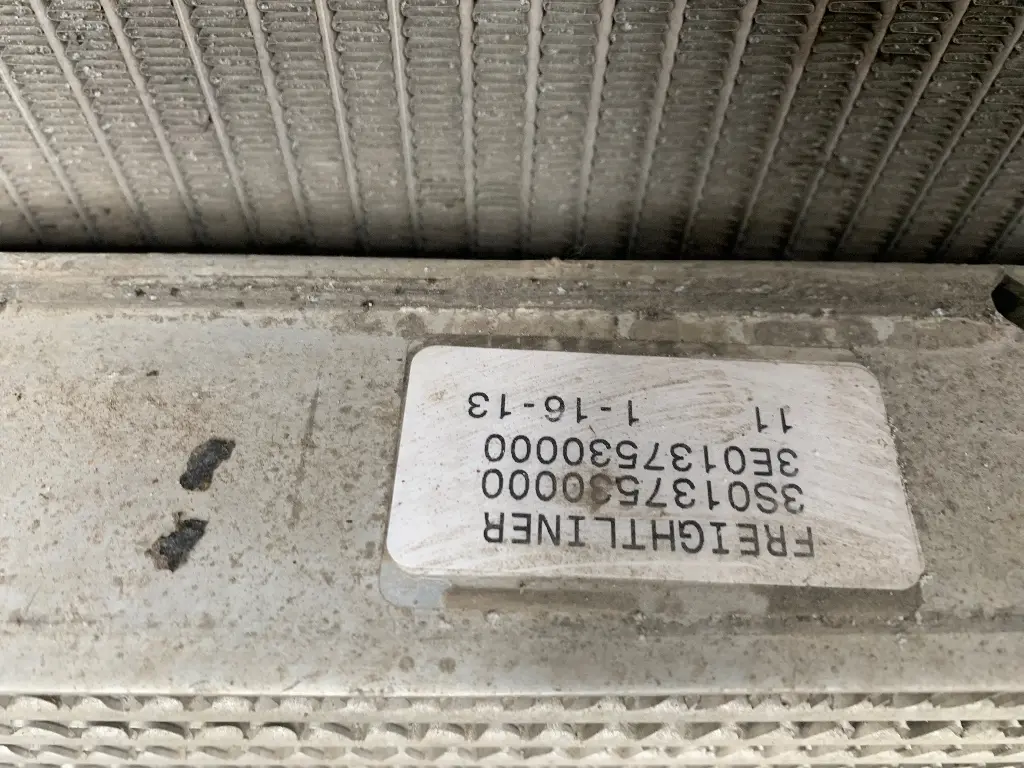 FREIGHTLINER
3S0137530000
3E0137530000
11 1-16-13